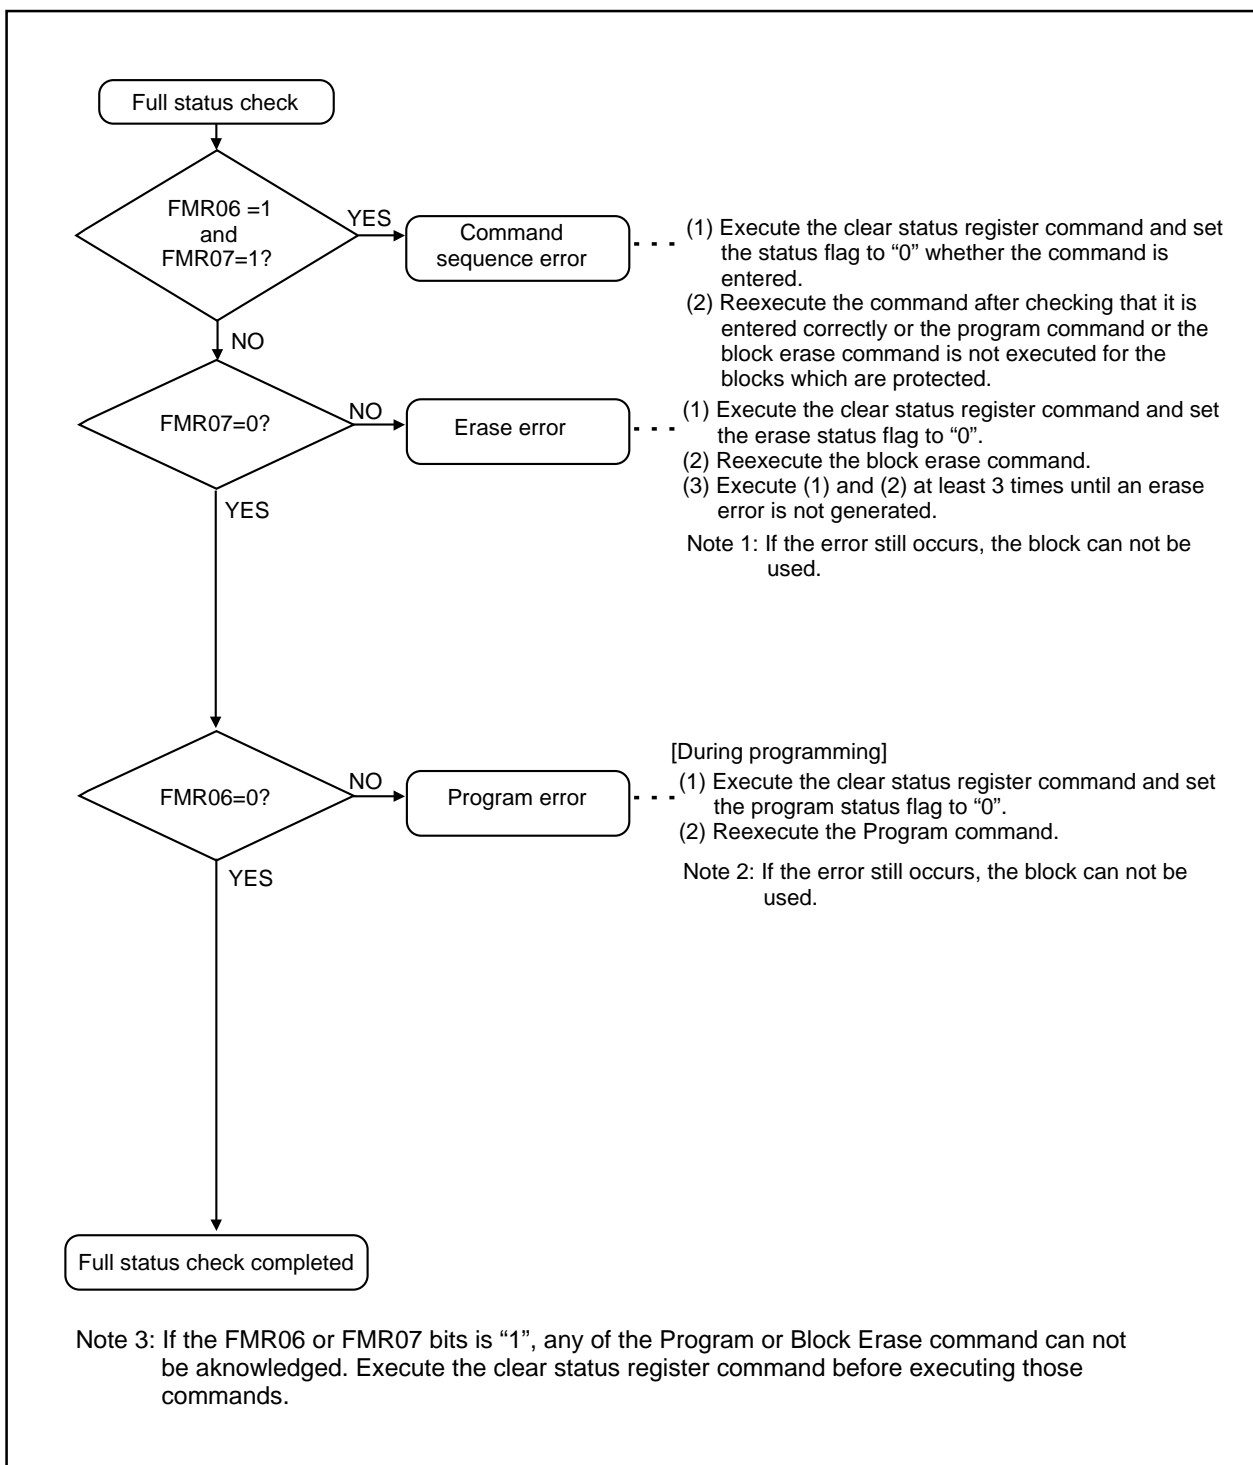 Full status check
FMR06 =1
and
FMR07=1?
YES
Command
sequence error
(1) Execute the clear status register command and set
the status flag to “0” whether the command is
entered.
(2) Reexecute the command after checking that it is
entered correctly or the program command or the
block erase command is not executed for the
blocks which are protected.
NO
FMR07=0?
NO
Erase error
(1) Execute the clear status register command and set
the erase status flag to “0”.
(2) Reexecute the block erase command.
(3) Execute (1) and (2) at least 3 times until an erase
error is not generated.
Note 1: If the error still occurs, the block can not be
used.
YES
FMR06=0?
NO
Program error
[During programming]
(1) Execute the clear status register command and set
the program status flag to “0”.
(2) Reexecute the Program command.
Note 2: If the error still occurs, the block can not be
used.
YES
Full status check completed
Note 3: If the FMR06 or FMR07 bits is “1”, any of the Program or Block Erase command can not
be aknowledged. Execute the clear status register command before executing those
commands.